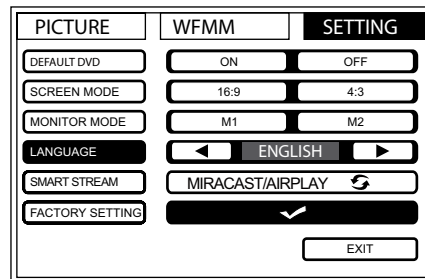 PICTURE WFMM SETTING
DEFAULT DVD ON OFF
SCREEN MODE 16:9 4:3
MONITOR MODE M1 M2
LANGUAGE ENGLISH
SMART STREAM MIRACAST/AIRPLAY
FACTORY SETTING
EXIT